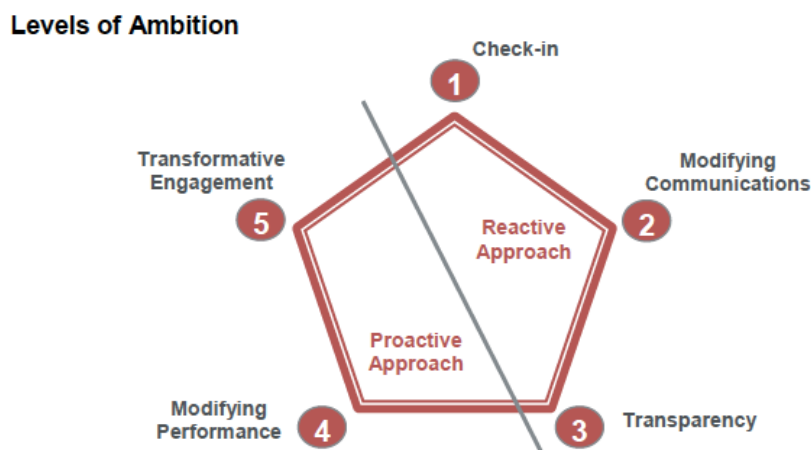 Levels of Ambition
Check-in
1
Modifying
Communications
2
Reactive
Approach
Transparency
3
Proactive
Approach
Modifying
Performance
4
Transformative
Engagement
5